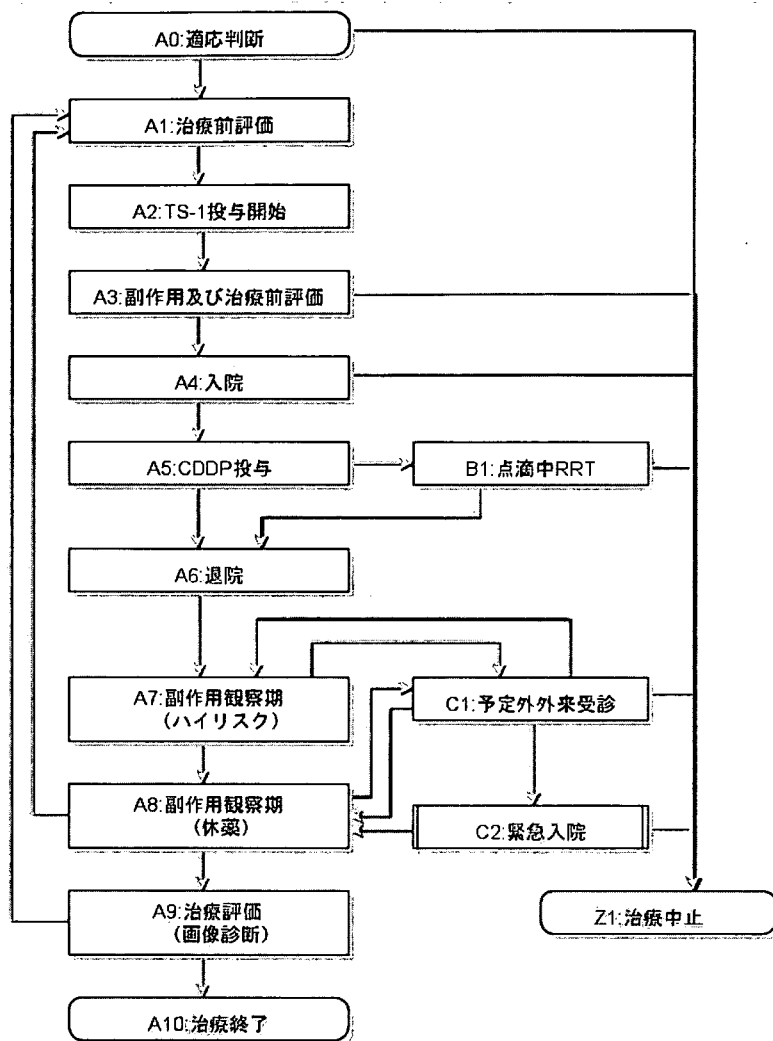 A0:適応判断
A1:治療前評価
A2:TS-1投与開始
A3:副作用及び治療前評価
A4:入院
A5:CDDP投与
B1:点滴中RRT
A6:退院
A7:副作用観察期
(ハイリスク)
C1:予定外外来受診
A8:副作用観察期
(休薬)
C2:緊急入院
A9:治療評価
(画像診断)
Z1:治療中止
A10:治療終了